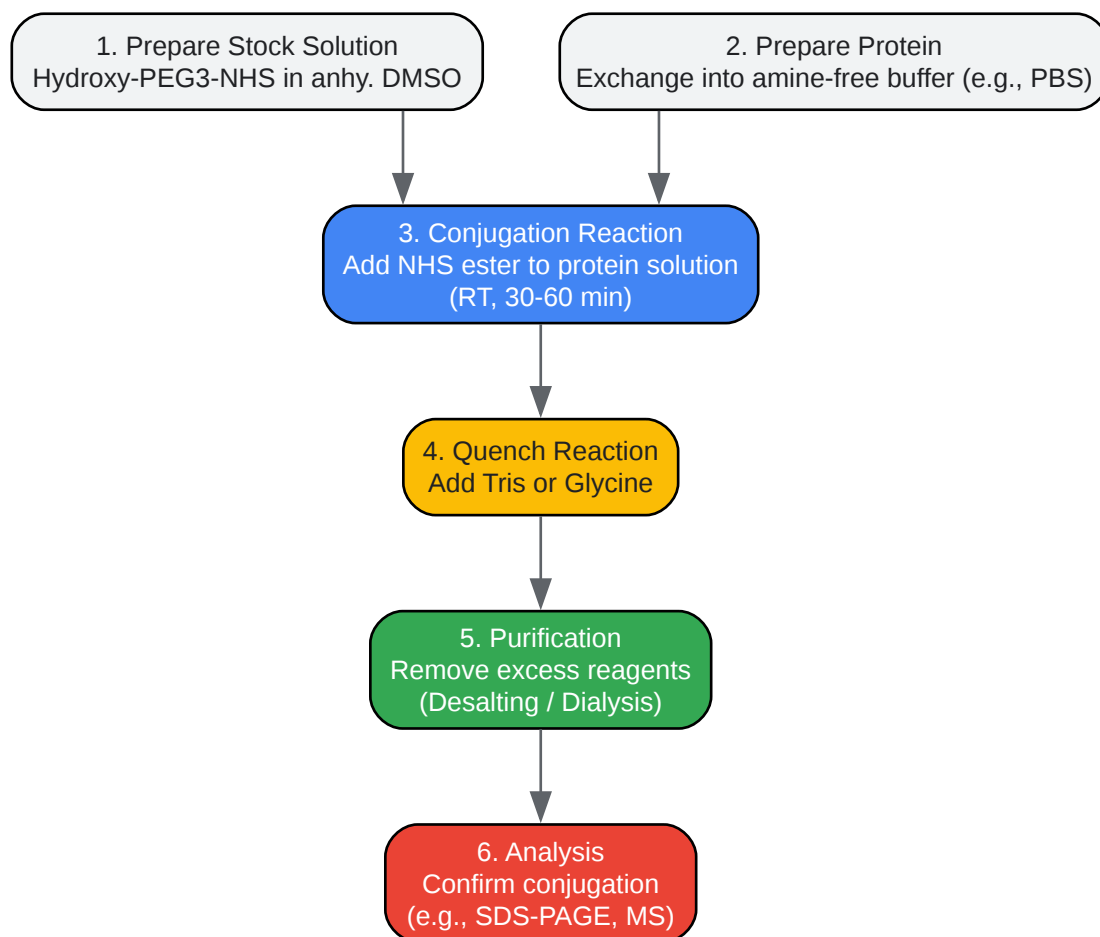 1. Prepare Stock Solution
Hydroxy-PEG3-NHS in anhy. DMSO
2. Prepare Protein
Exchange into amine-free buffer (e.g., PBS)
3. Conjugation Reaction
Add NHS ester to protein solution
(RT, 30-60 min)
4. Quench Reaction
Add Tris or Glycine
5. Purification
Remove excess reagents
(Desalting / Dialysis)
6. Analysis
Confirm conjugation
(e.g., SDS-PAGE, MS)